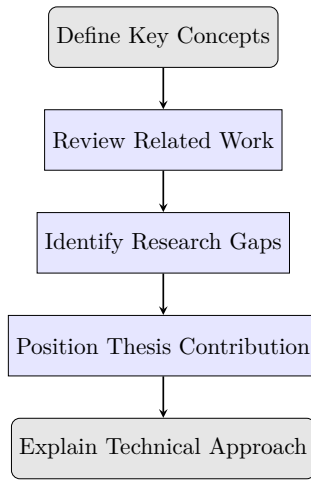 Define Key Concepts
Review Related Work
Identify Research Gaps
Position Thesis Contribution
Explain Technical Approach